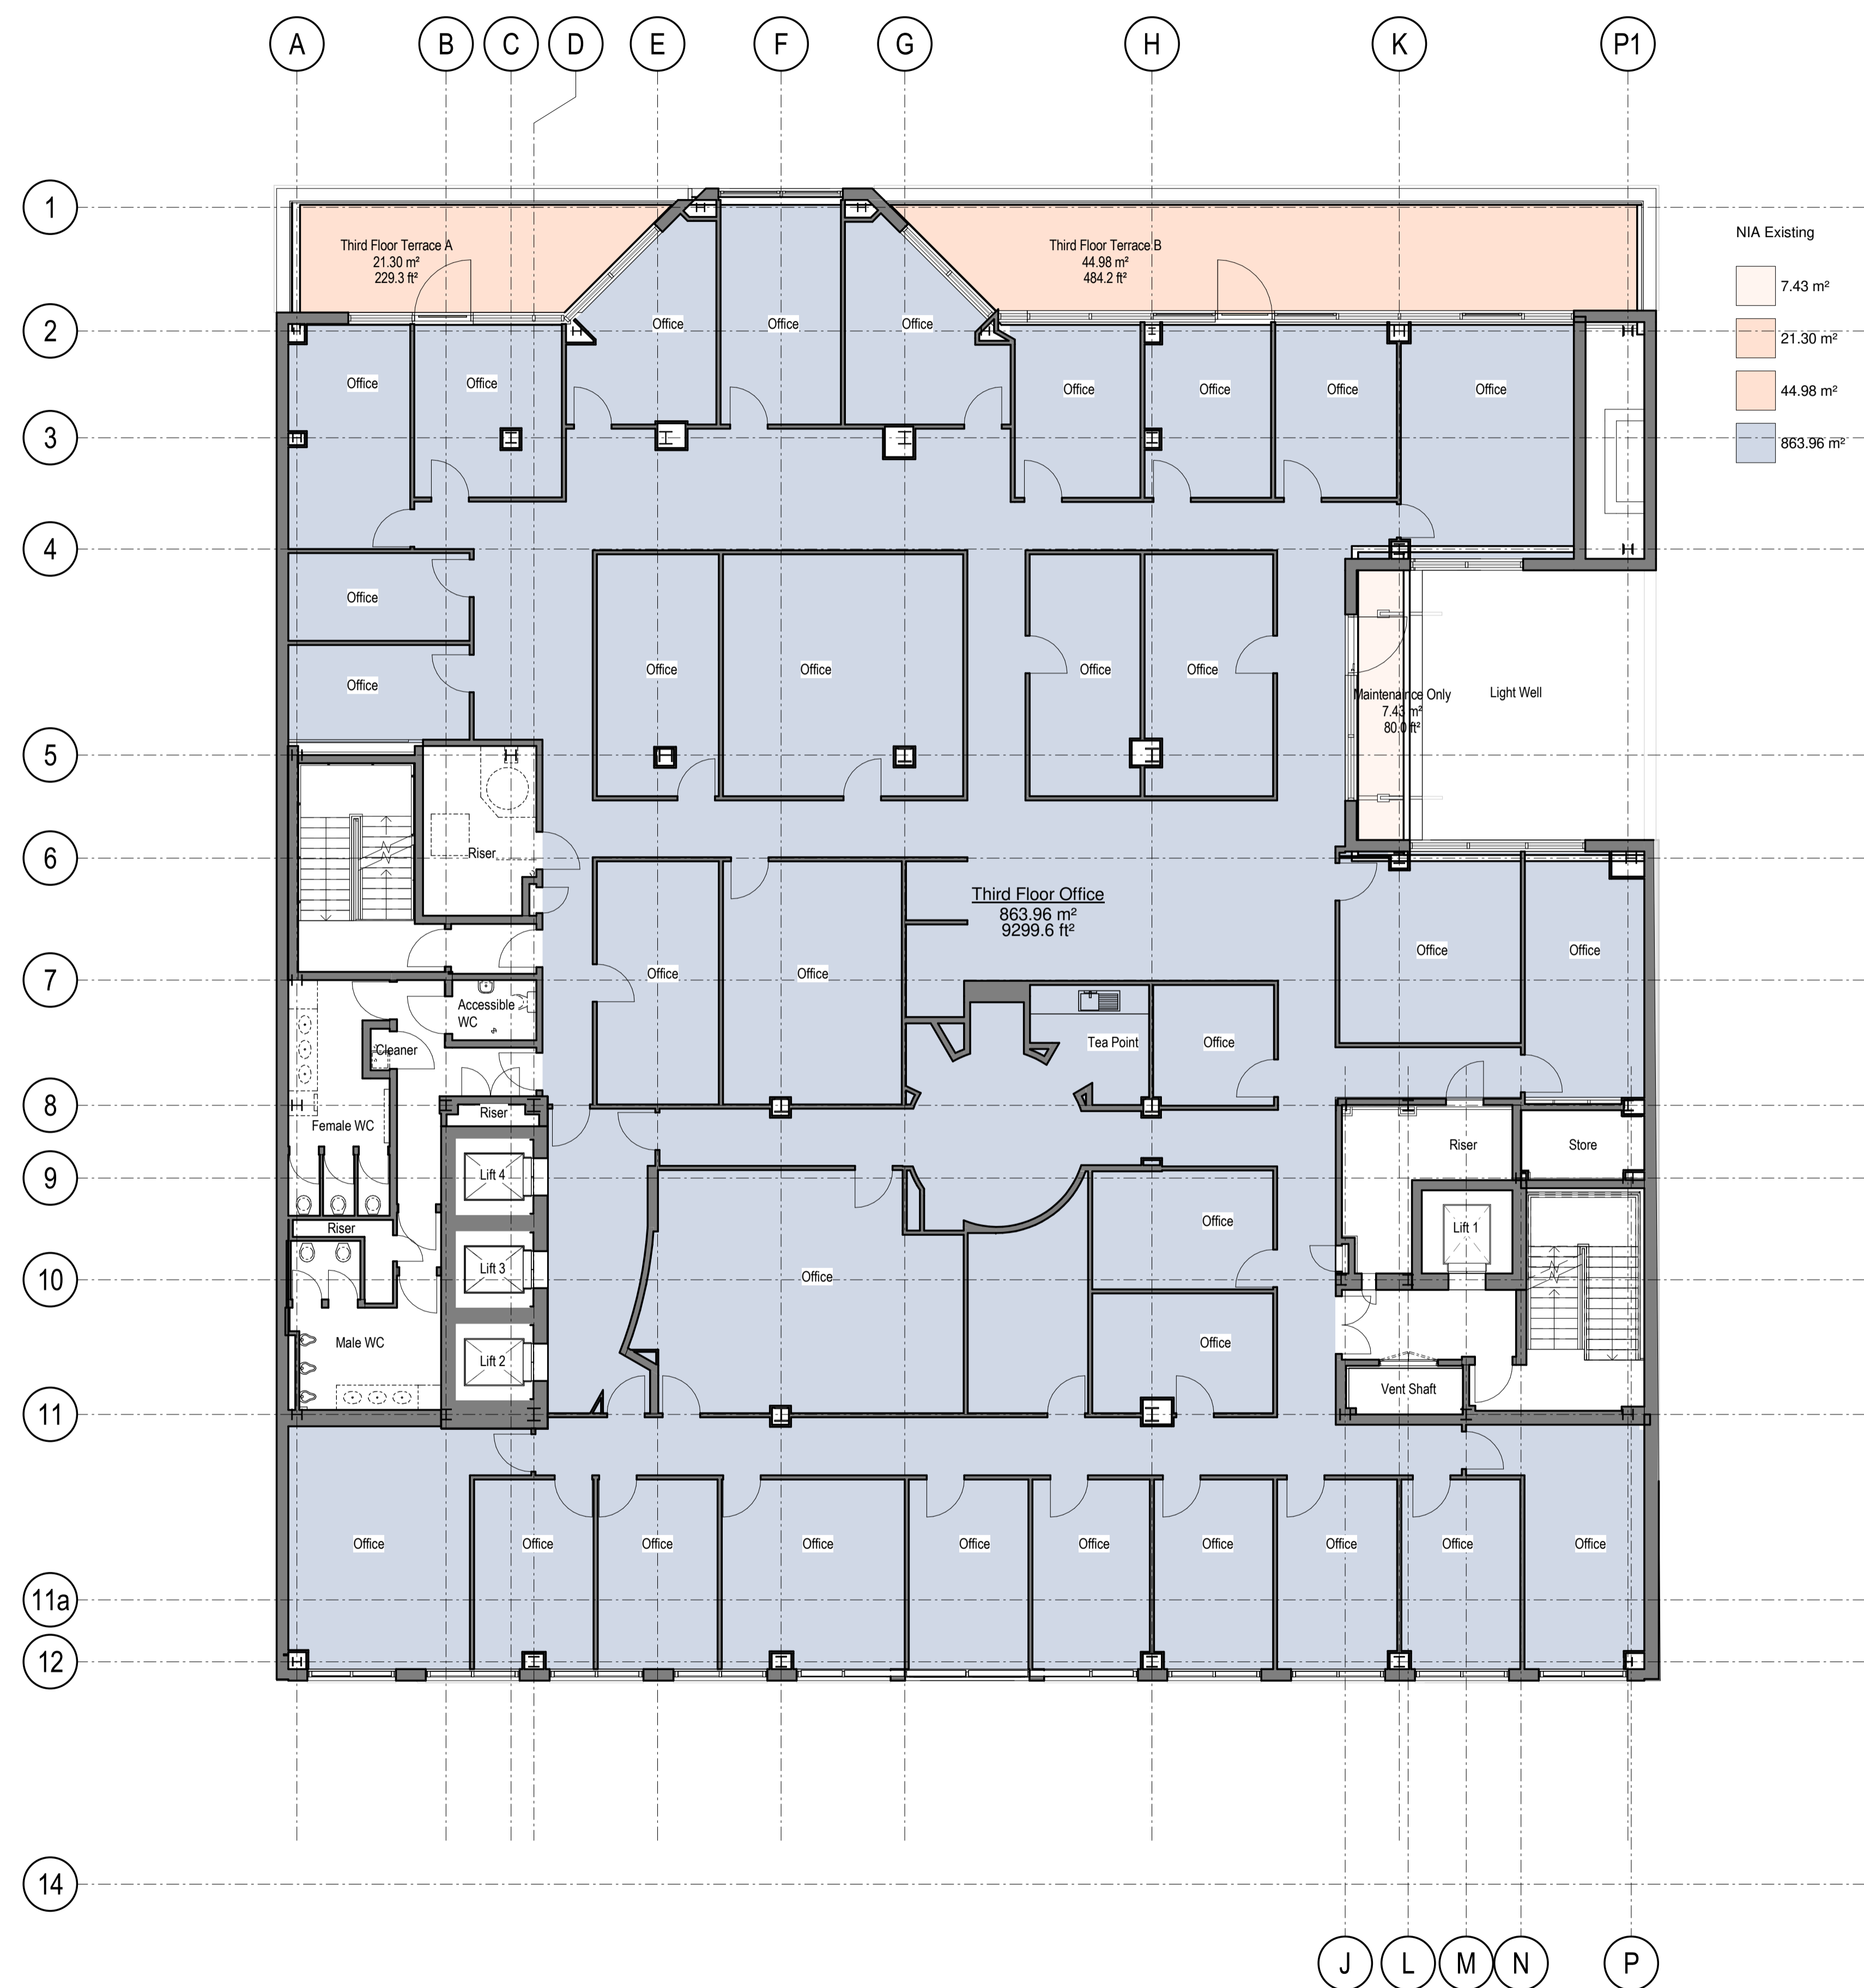 A
B
C
D
E
F
G
H
K
P1
1
NIA Existing
Third Floor Terrace A
21.30 m²
229.3 ft²
Third Floor Terrace B
44.98 m²
484.2 ft²
7.43 m²
21.30 m²
44.98 m²
863.96 m²
2
Office
Office
Office
Office
Office
Office
Office
Office
Office
3
4
Office
Office
Office
Office
Office
Office
Maintenance Only
7.43 m²
80.0 ft²
Light Well
5
6
Riser
Third Floor Office
863.96 m²
9299.6 ft²
Office
Office
Office
Office
7
Accessible
WC
Cleaner
Tea Point
Office
8
Riser
Female WC
Riser
Store
9
Lift 4
Riser
Office
Lift 1
10
Lift 3
Office
Male WC
Lift 2
Office
Vent Shaft
11
Office
Office
Office
Office
Office
Office
Office
Office
Office
Office
11a
12
14
J
L
M
N
P